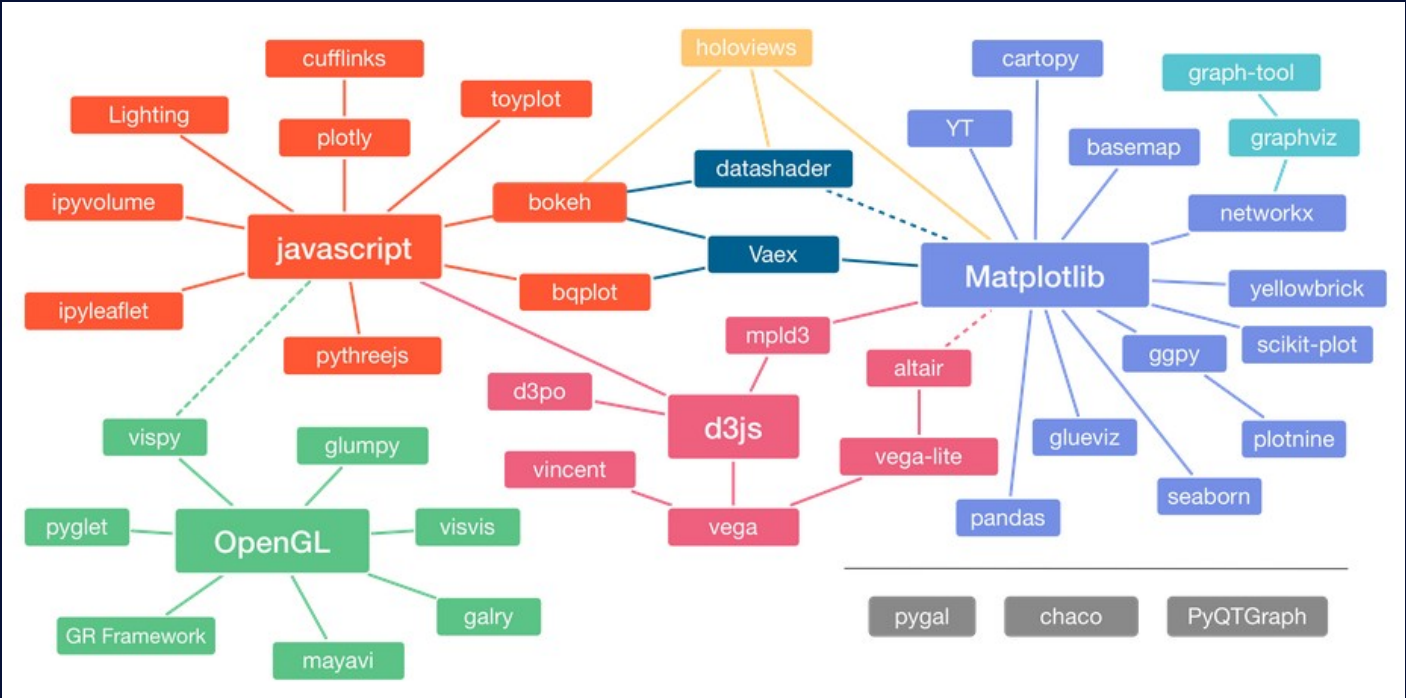 cufflinks
holoviews
cartopy
graph-tool
Lighting
toyplot
plotly
YT
basemap
graphviz
datashader
ipyvolume
bokeh
networkx
javascript
Vaex
Matplotlib
bqplot
yellowbrick
ipyleaflet
mpld3
scikit-plot
pythreejs
ggpy
altair
d3po
d3js
vispy
glumpy
glueviz
plotnine
vincent
vega-lite
seaborn
pandas
pyglet
visvis
vega
OpenGL
galry
GR Framework
mayavi
pygal
chaco
PyQTGraph